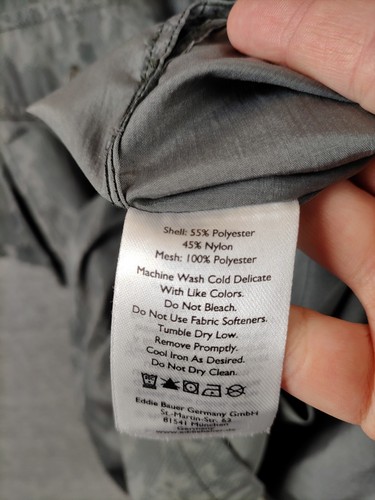 Shell: 55% Polyester
45% Nylon
Mesh: 100% Polyester
Machine Wash Cold Delicate
With Like Colors.
Do Not Bleach.
Do Not Use Fabric Softeners.
Tumble Dry Low.
Remove Promptly.
Cool Iron As Desired.
Do Not Dry Clean.
Eddie Bauer Germany GmbH
St.-Martin-Str. 63
81541 München
Germany